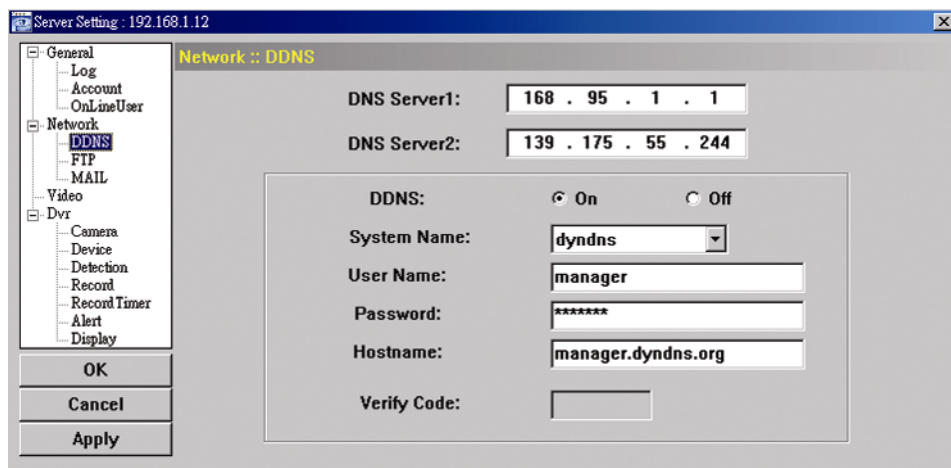 Server Setting : 192.168.1.12
General
Log
Account
OnLineUser
Network
DDNS
FTP
MAIL
Video
Dvr
Camera
Device
Detection
Record
Record Timer
Alert
Display
OK
Cancel
Apply
Network :: DDNS
DNS Server1: 168 . 95 . 1 . 1
DNS Server2: 139 . 175 . 55 . 244
DDNS: On Off
System Name: dyndns
User Name: manager
Password: *******
Hostname: manager.dyndns.org
Verify Code: